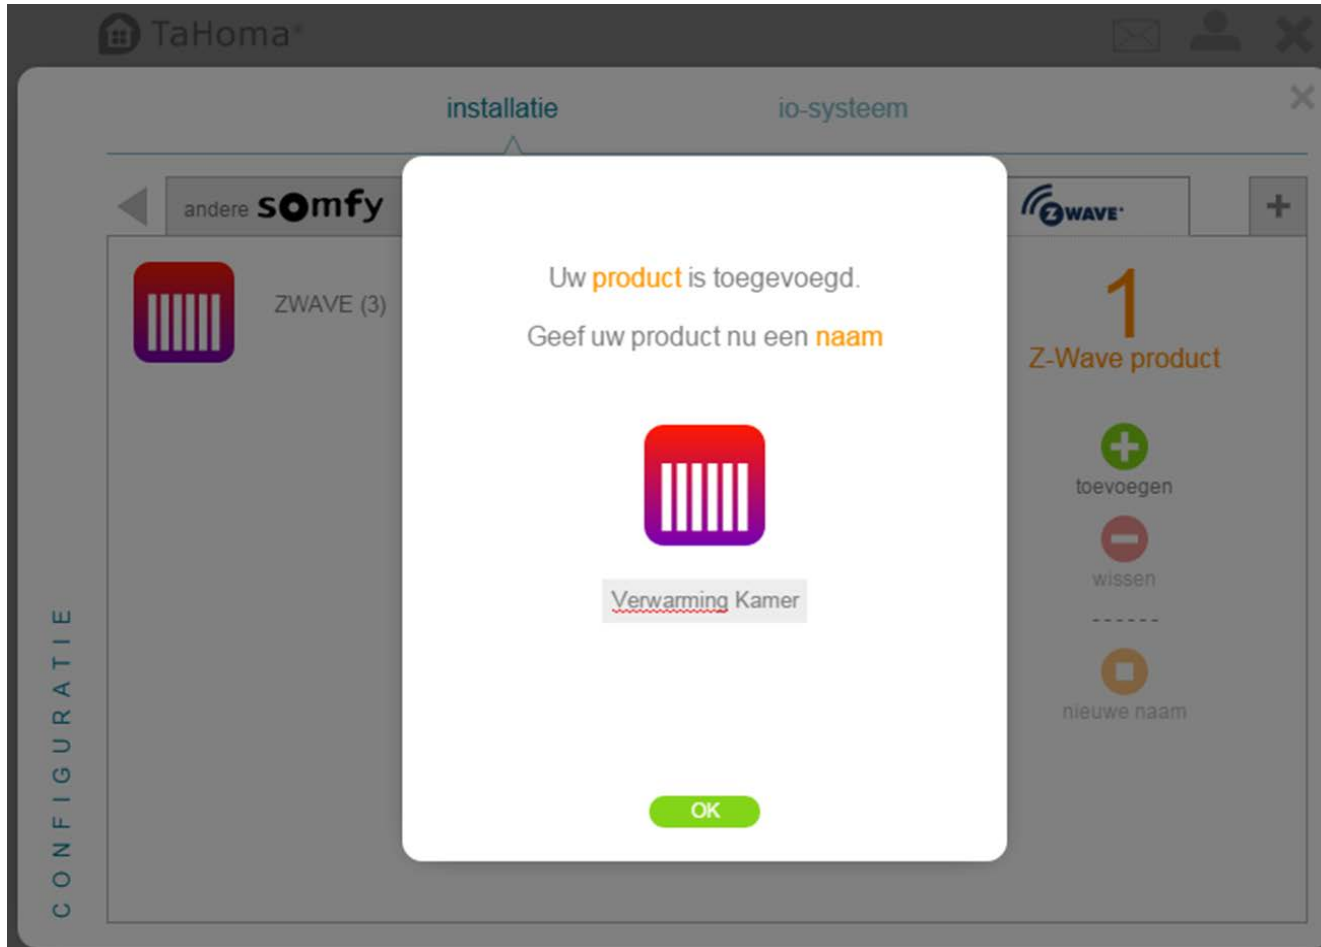 TaHoma®
installatie
io-systeem
andere somfy
ZWAVE®
+
ZWAVE (3)
Uw product is toegevoegd.
Geef uw product nu een naam
Verwarming Kamer
OK
1
Z-Wave product
toevoegen
wissen
------
nieuwe naam
CONFIGURATIE